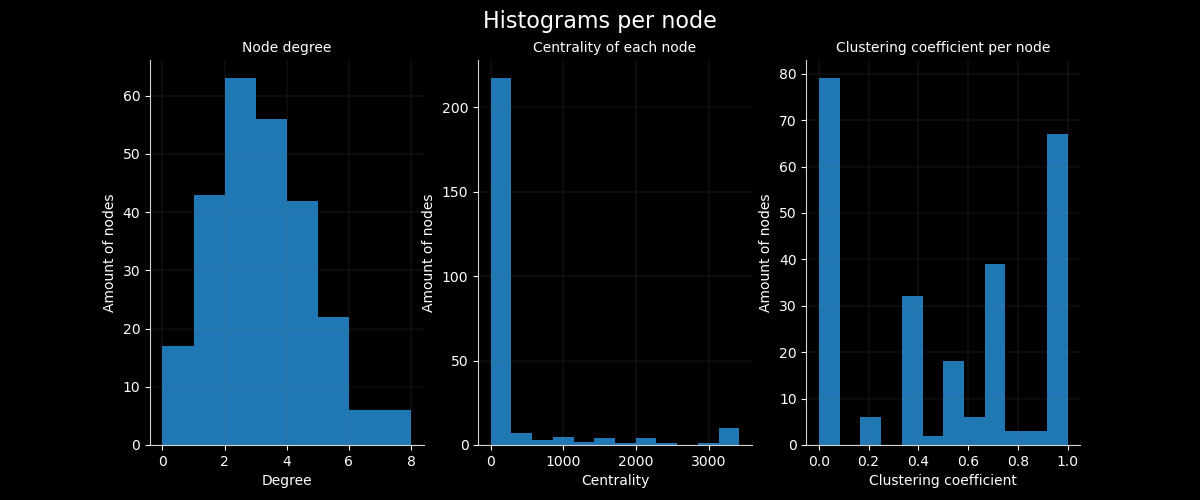 Histograms per node
Node degree
Amount of nodes
60
50
40
30
20
10
0
0 2 4 6 8
Degree
Centrality of each node
Amount of nodes
200
150
100
50
0
0 1000 2000 3000
Centrality
Clustering coefficient per node
Amount of nodes
80
70
60
50
40
30
20
10
0
0.0 0.2 0.4 0.6 0.8 1.0
Clustering coefficient